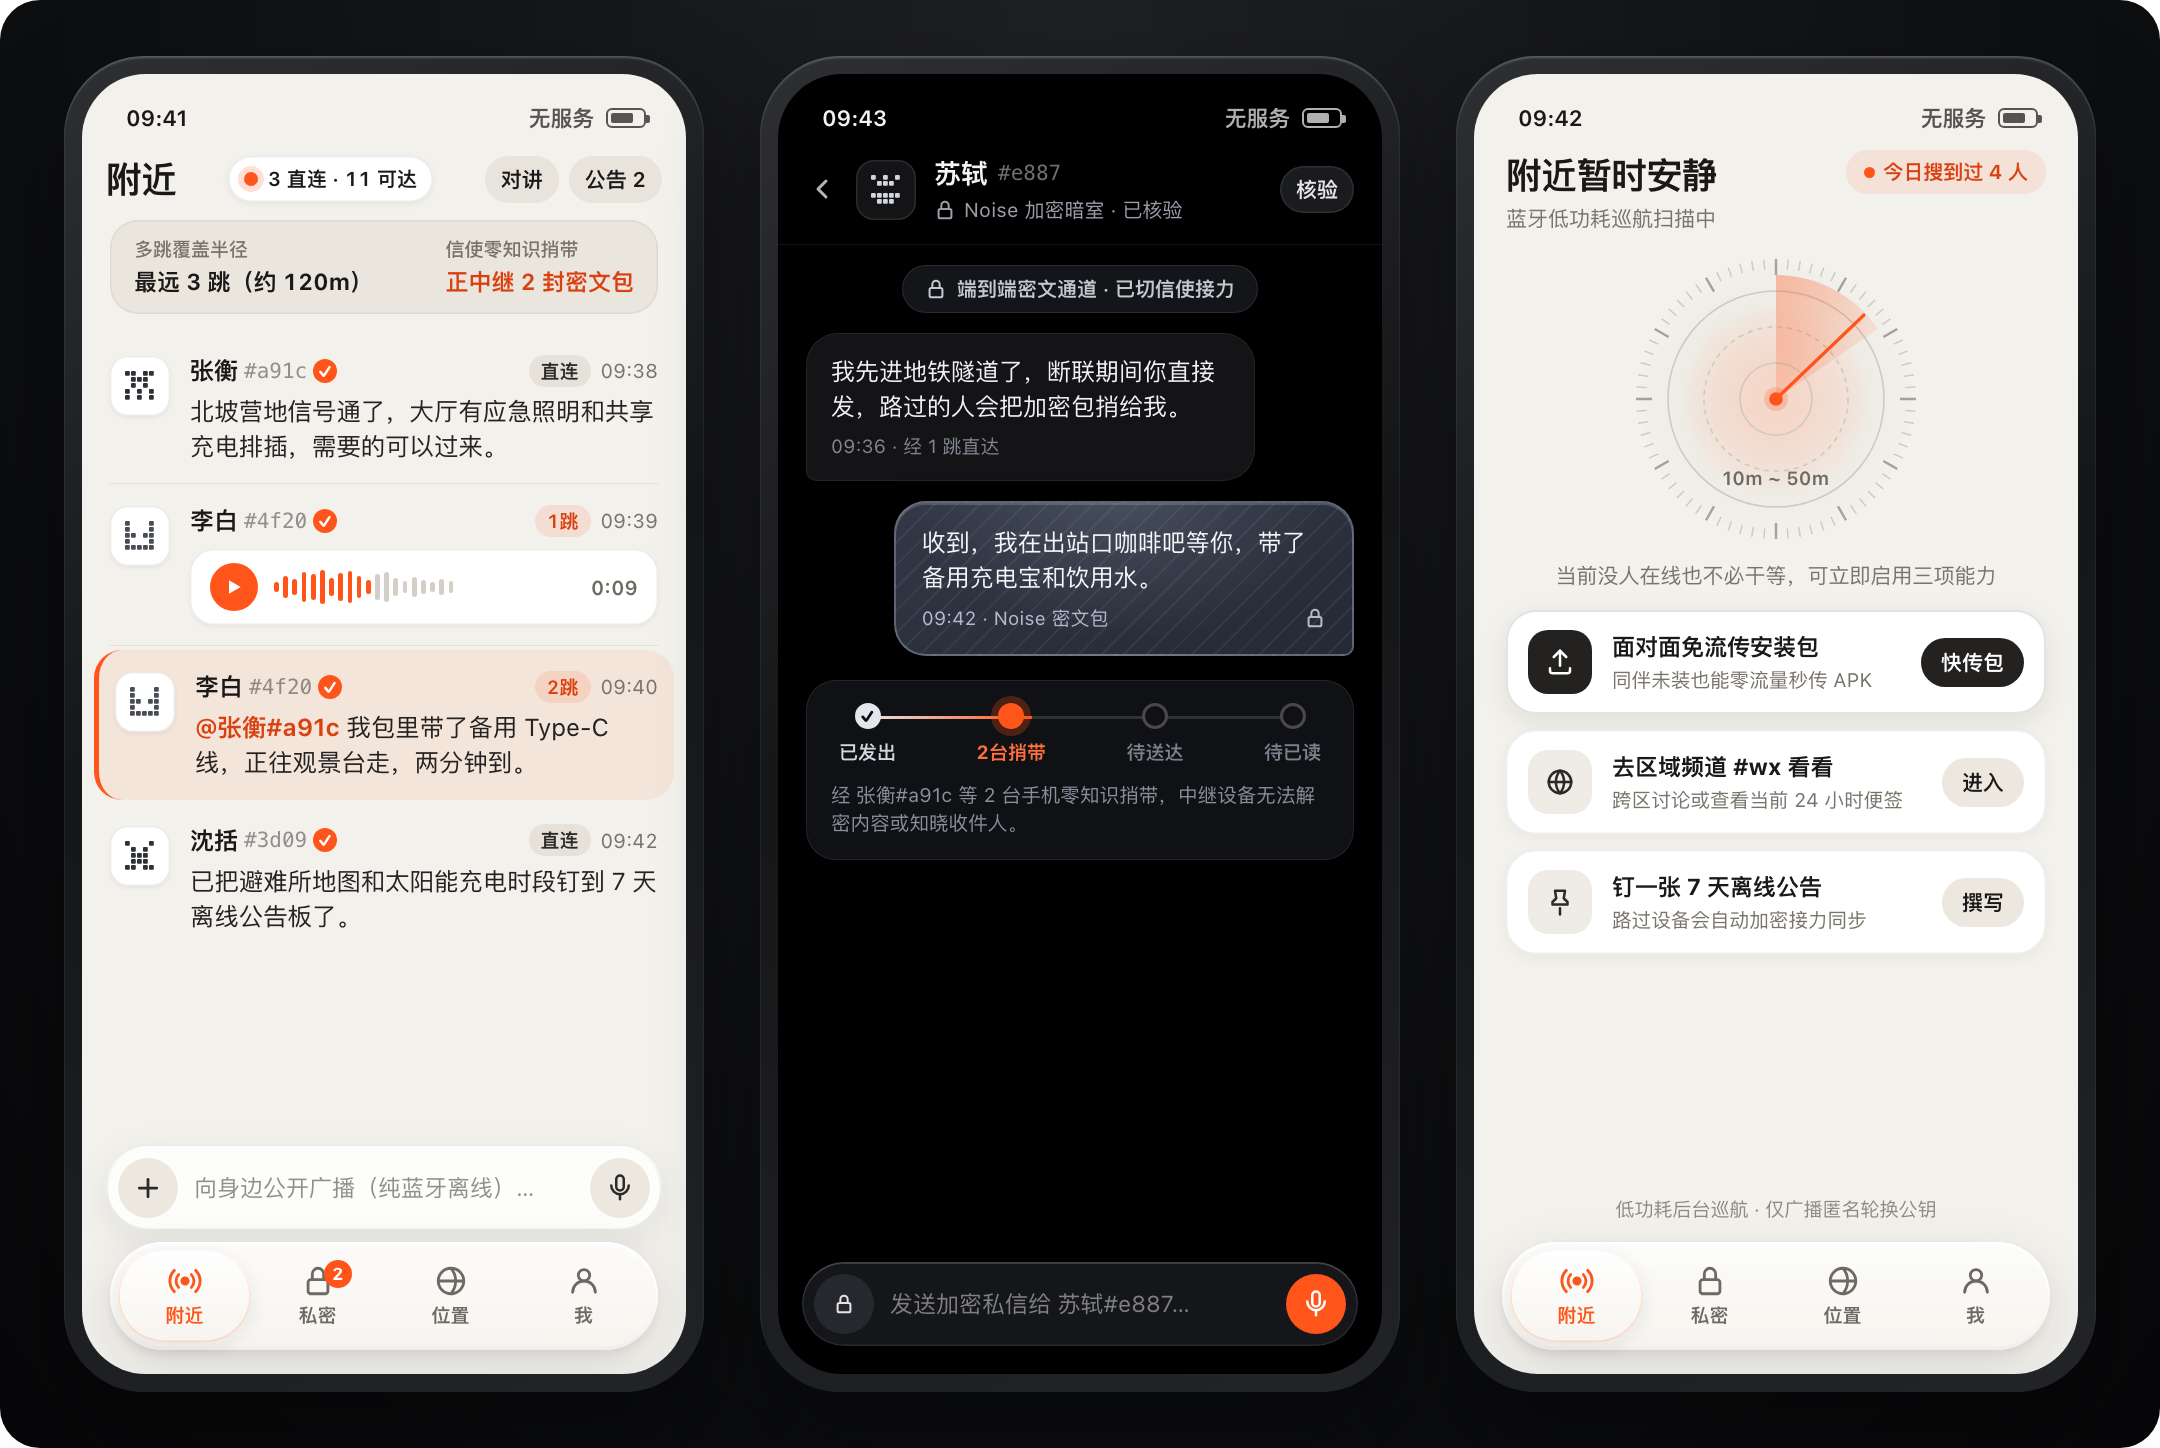 09:41
无服务
附近
3 直连 · 11 可达
对讲
公告 2
多跳覆盖半径
信使零知识捎带
最远 3 跳（约 120m）
正中继 2 封密文包
张衡 #a91c
直连 09:38
北坡营地信号通了，大厅有应急照明和共享
充电排插，需要的可以过来。
李白 #4f20
1跳 09:39
0:09
李白 #4f20
2跳 09:40
@张衡#a91c 我包里带了备用 Type-C
线，正往观景台走，两分钟到。
沈括 #3d09
直连 09:42
已把避难所地图和太阳能充电时段钉到 7 天
离线公告板了。
向身边公开广播（纯蓝牙离线）...
2
附近
私密
位置
我
09:43
无服务
苏轼 #e887
Noise 加密暗室 · 已核验
核验
端到端密文通道 · 已切信使接力
我先进地铁隧道了，断联期间你直接
发，路过的人会把加密包捎给我。
09:36 · 经 1 跳直达
收到，我在出站口咖啡吧等你，带了
备用充电宝和饮用水。
09:42 · Noise 密文包
已发出
2台捎带
待送达
待已读
经 张衡#a91c 等 2 台手机零知识捎带，中继设备无法解
密内容或知晓收件人。
发送加密私信给 苏轼#e887...
09:42
无服务
附近暂时安静
今日搜到过 4 人
蓝牙低功耗巡航扫描中
10m ~ 50m
当前没人在线也不必干等，可立即启用三项能力
面对面免流传安装包
同伴未装也能零流量秒传 APK
快传包
去区域频道 #wx 看看
跨区讨论或查看当前 24 小时便签
进入
钉一张 7 天离线公告
路过设备会自动加密接力同步
撰写
低功耗后台巡航 · 仅广播匿名轮换公钥
附近
私密
位置
我